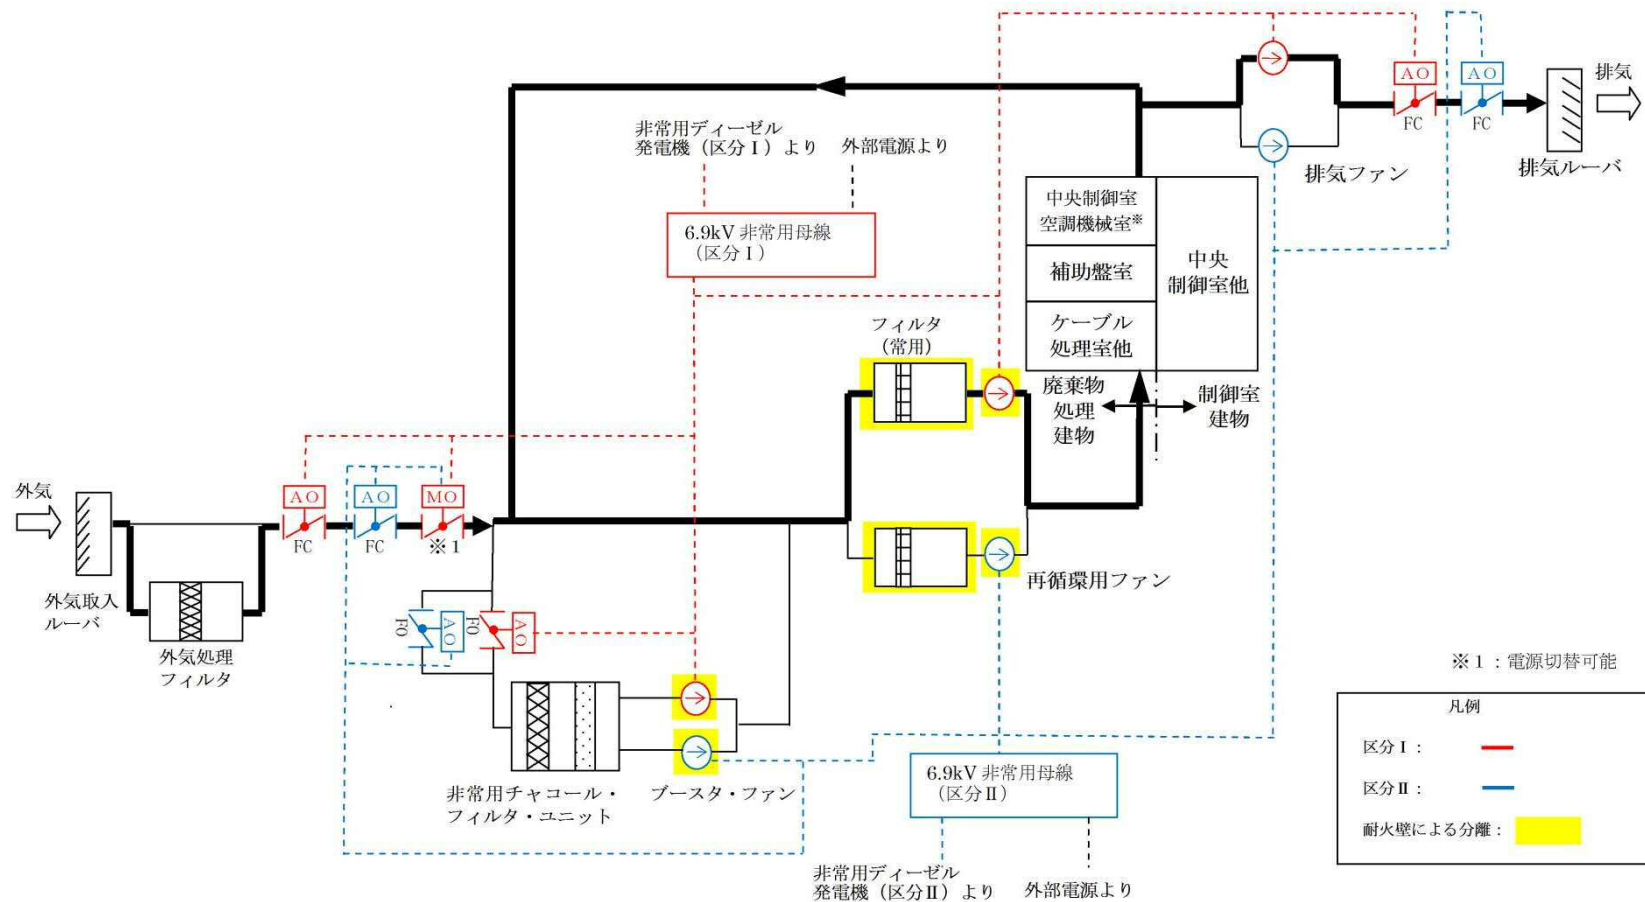 AO
AO
排気
FC
FC
排気ファン
排気ルーバ
非常用ディーゼル
発電機（区分Ⅰ）より
外部電源より
6.9kV 非常用母線
（区分Ⅰ）
中央制御室
空調機械室※
補助盤室
ケーブル
処理室他
中央
制御室他
フィルタ
（常用）
廃棄物
処理
建物
制御室
建物
外気
AO
AO
MO
FC
FC
※1
外気取入
ルーバ
外気処理
フィルタ
再循環用ファン
FO
AO
FO
AO
非常用チャコール・
フィルタ・ユニット
ブースタ・ファン
6.9kV 非常用母線
（区分Ⅱ）
非常用ディーゼル
発電機（区分Ⅱ）より
外部電源より
※1：電源切替可能
凡例
区分Ⅰ：
区分Ⅱ：
耐火壁による分離：